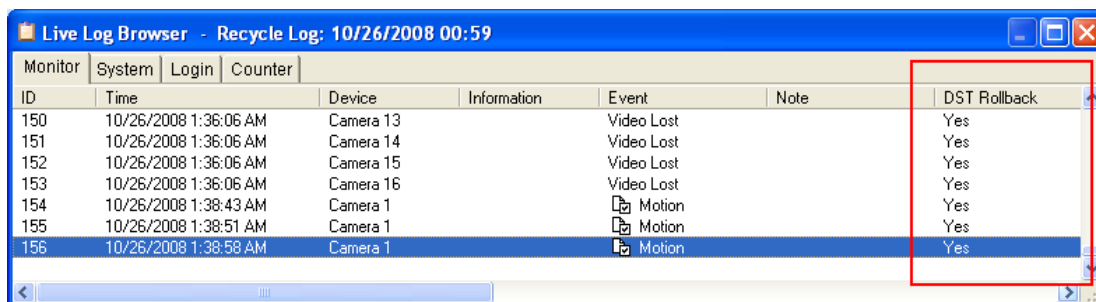 Live Log Browser - Recycle Log: 10/26/2008 00:59
Monitor System Login Counter
ID Time Device Information Event Note DST Rollback
150 10/26/2008 1:36:06 AM Camera 13 Video Lost Yes
151 10/26/2008 1:36:06 AM Camera 14 Video Lost Yes
152 10/26/2008 1:36:06 AM Camera 15 Video Lost Yes
153 10/26/2008 1:36:06 AM Camera 16 Video Lost Yes
154 10/26/2008 1:38:43 AM Camera 1 Motion Yes
155 10/26/2008 1:38:51 AM Camera 1 Motion Yes
156 10/26/2008 1:38:58 AM Camera 1 Motion Yes